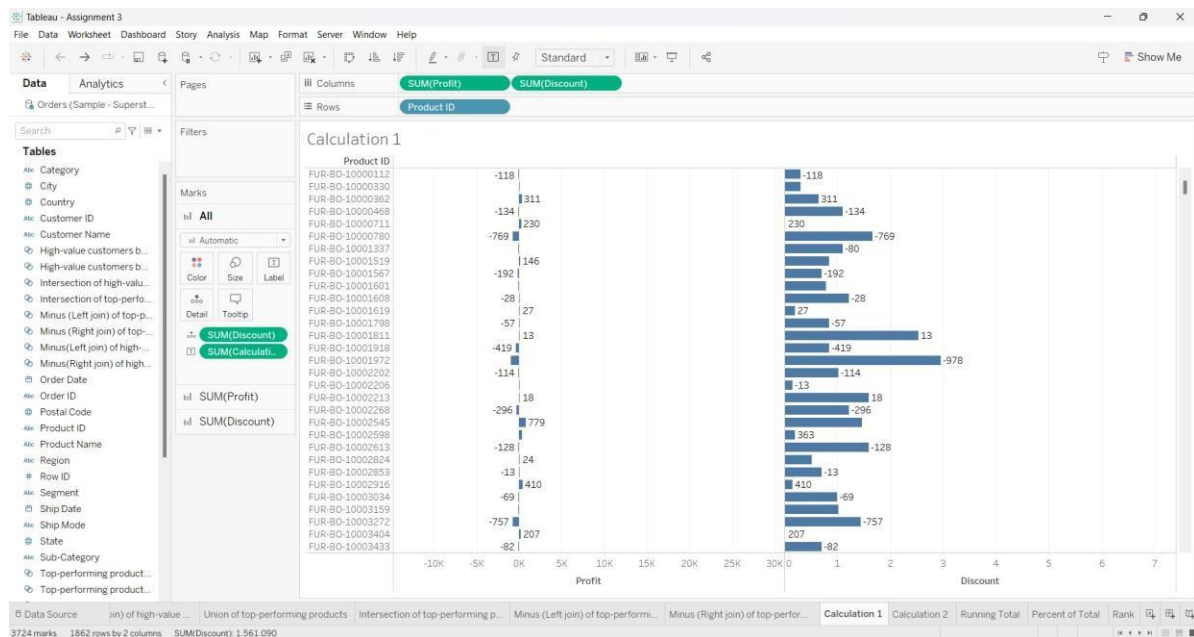 Tableau - Assignment 3
File Data Worksheet Dashboard Story Analysis Map Format Server Window Help
Standard
Show Me
Data Analytics
Orders (Sample - Superst...
Search
Tables
Abc Category
City
Country
Abc Customer ID
Abc Customer Name
High-value customers b...
High-value customers b...
Intersection of high-valu...
Intersection of top-perfo...
Minus (Left join) of top-p...
Minus (Right join) of top-...
Minus(Left join) of high-...
Minus(Right join) of high...
Order Date
Abc Order ID
Postal Code
Abc Product ID
Abc Product Name
Abc Region
# Row ID
Abc Segment
Ship Date
Abc Ship Mode
State
Abc Sub-Category
Top-performing product...
Top-performing product...
Pages
Filters
Marks
All
Automatic
Color Size Label
Detail Tooltip
SUM(Discount)
SUM(Calculati..
SUM(Profit)
SUM(Discount)
Columns SUM(Profit) SUM(Discount)
Rows Product ID
Calculation 1
Product ID
FUR-BO-10000112 -118 -118
FUR-BO-10000330
FUR-BO-10000362 311 311
FUR-BO-10000468 -134 -134
FUR-BO-10000711 230 230
FUR-BO-10000780 -769 -769
FUR-BO-10001337 -80
FUR-BO-10001519 146
FUR-BO-10001567 -192 -192
FUR-BO-10001601
FUR-BO-10001608 -28 -28
FUR-BO-10001619 27 27
FUR-BO-10001798 -57 -57
FUR-BO-10001811 13 13
FUR-BO-10001918 -419 -419
FUR-BO-10001972 -978
FUR-BO-10002202 -114 -114
FUR-BO-10002206 -13
FUR-BO-10002213 18 18
FUR-BO-10002268 -296 -296
FUR-BO-10002545 779
FUR-BO-10002598 363
FUR-BO-10002613 -128 -128
FUR-BO-10002824 24
FUR-BO-10002853 -13 -13
FUR-BO-10002916 410 410
FUR-BO-10003034 -69 -69
FUR-BO-10003159
FUR-BO-10003272 -757 -757
FUR-BO-10003404 207 207
FUR-BO-10003433 -82 -82
-10K -5K 0K 5K 10K 15K 20K 25K 30K 0 1 2 3 4 5 6 7
Profit Discount
Data Source oin) of high-value ... Union of top-performing products Intersection of top-performing p... Minus (Left join) of top-performi... Minus (Right join) of top-perfor... Calculation 1 Calculation 2 Running Total Percent of Total Rank
3724 marks 1862 rows by 2 columns SUM(Discount): 1,561.090